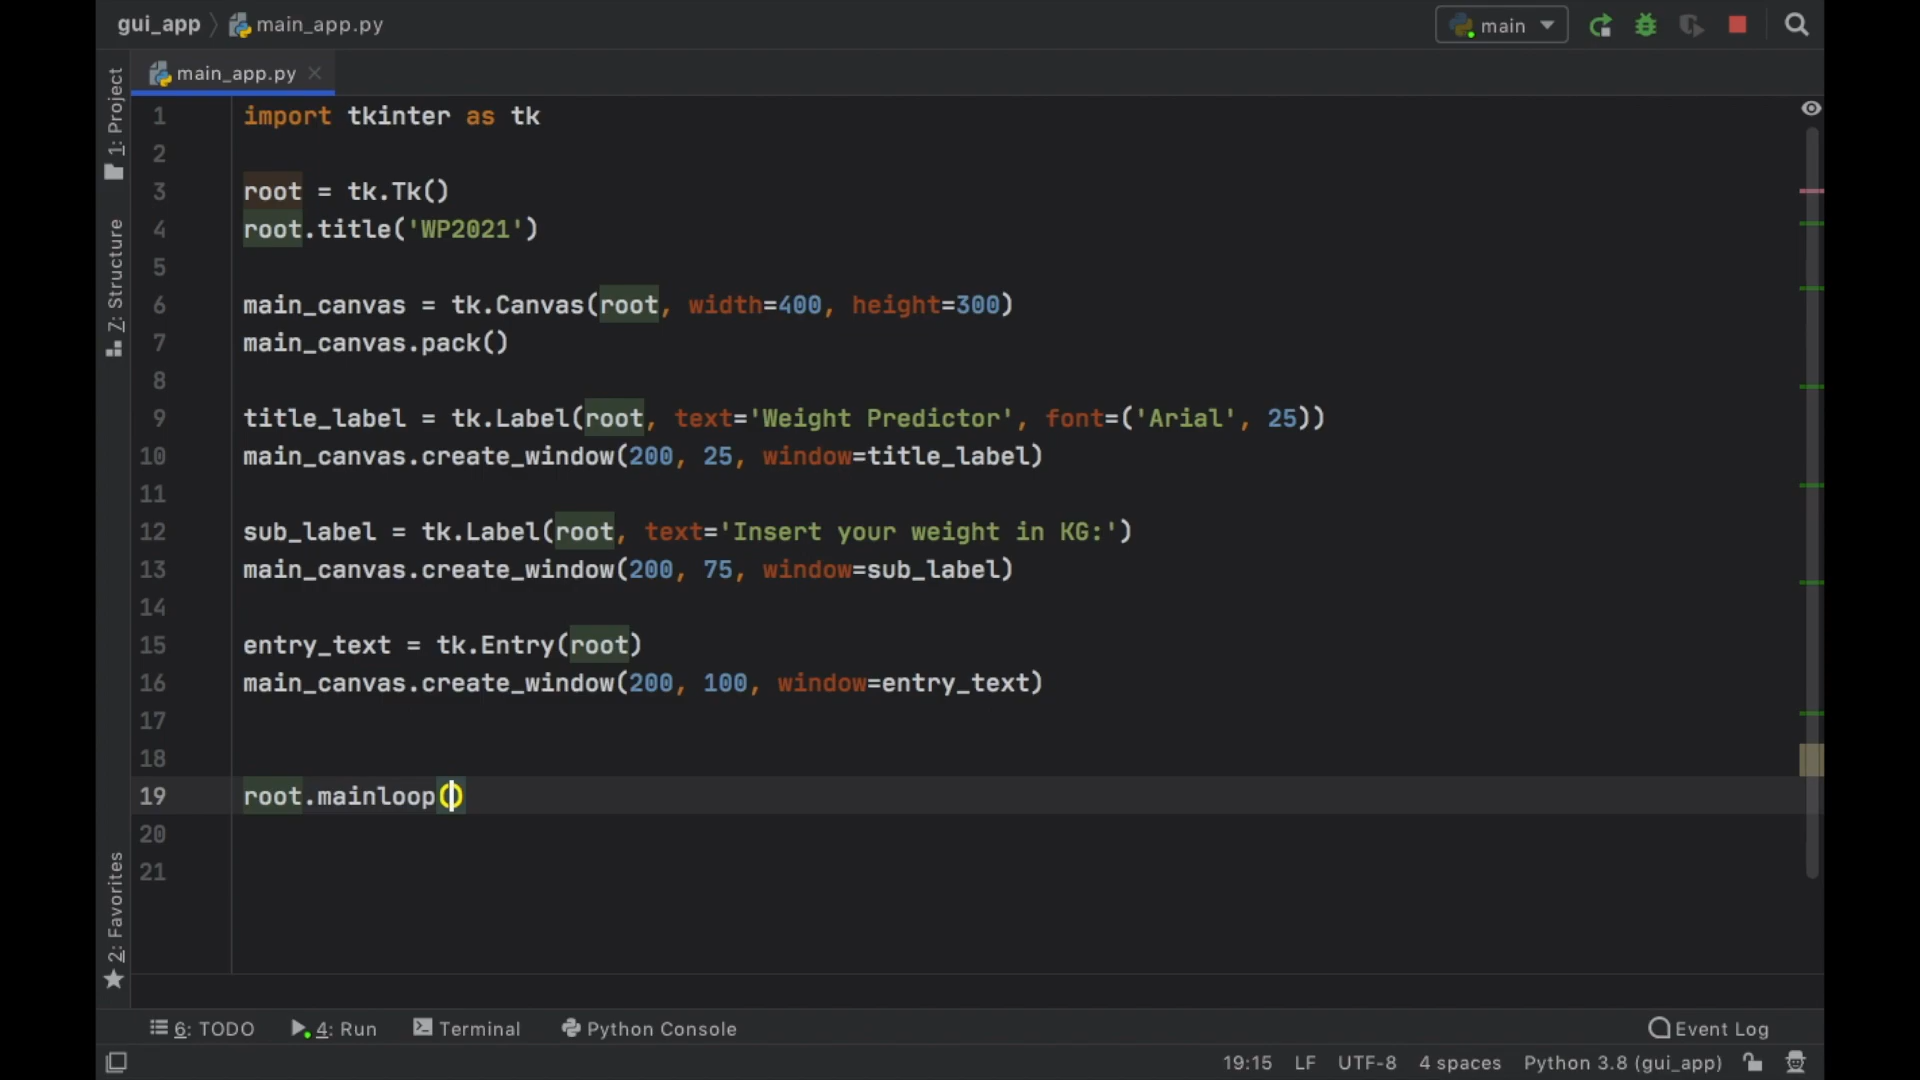 gui_app main_app.py
main
main_app.py
1: Project
7: Structure
2: Favorites
1 import tkinter as tk
2
3 root = tk.Tk()
4 root.title('WP2021')
5
6 main_canvas = tk.Canvas(root, width=400, height=300)
7 main_canvas.pack()
8
9 title_label = tk.Label(root, text='Weight Predictor', font=('Arial', 25))
10 main_canvas.create_window(200, 25, window=title_label)
11
12 sub_label = tk.Label(root, text='Insert your weight in KG:')
13 main_canvas.create_window(200, 75, window=sub_label)
14
15 entry_text = tk.Entry(root)
16 main_canvas.create_window(200, 100, window=entry_text)
17
18
19 root.mainloop()
20
21
6: TODO 4: Run Terminal Python Console Event Log
19:15 LF UTF-8 4 spaces Python 3.8 (gui_app)